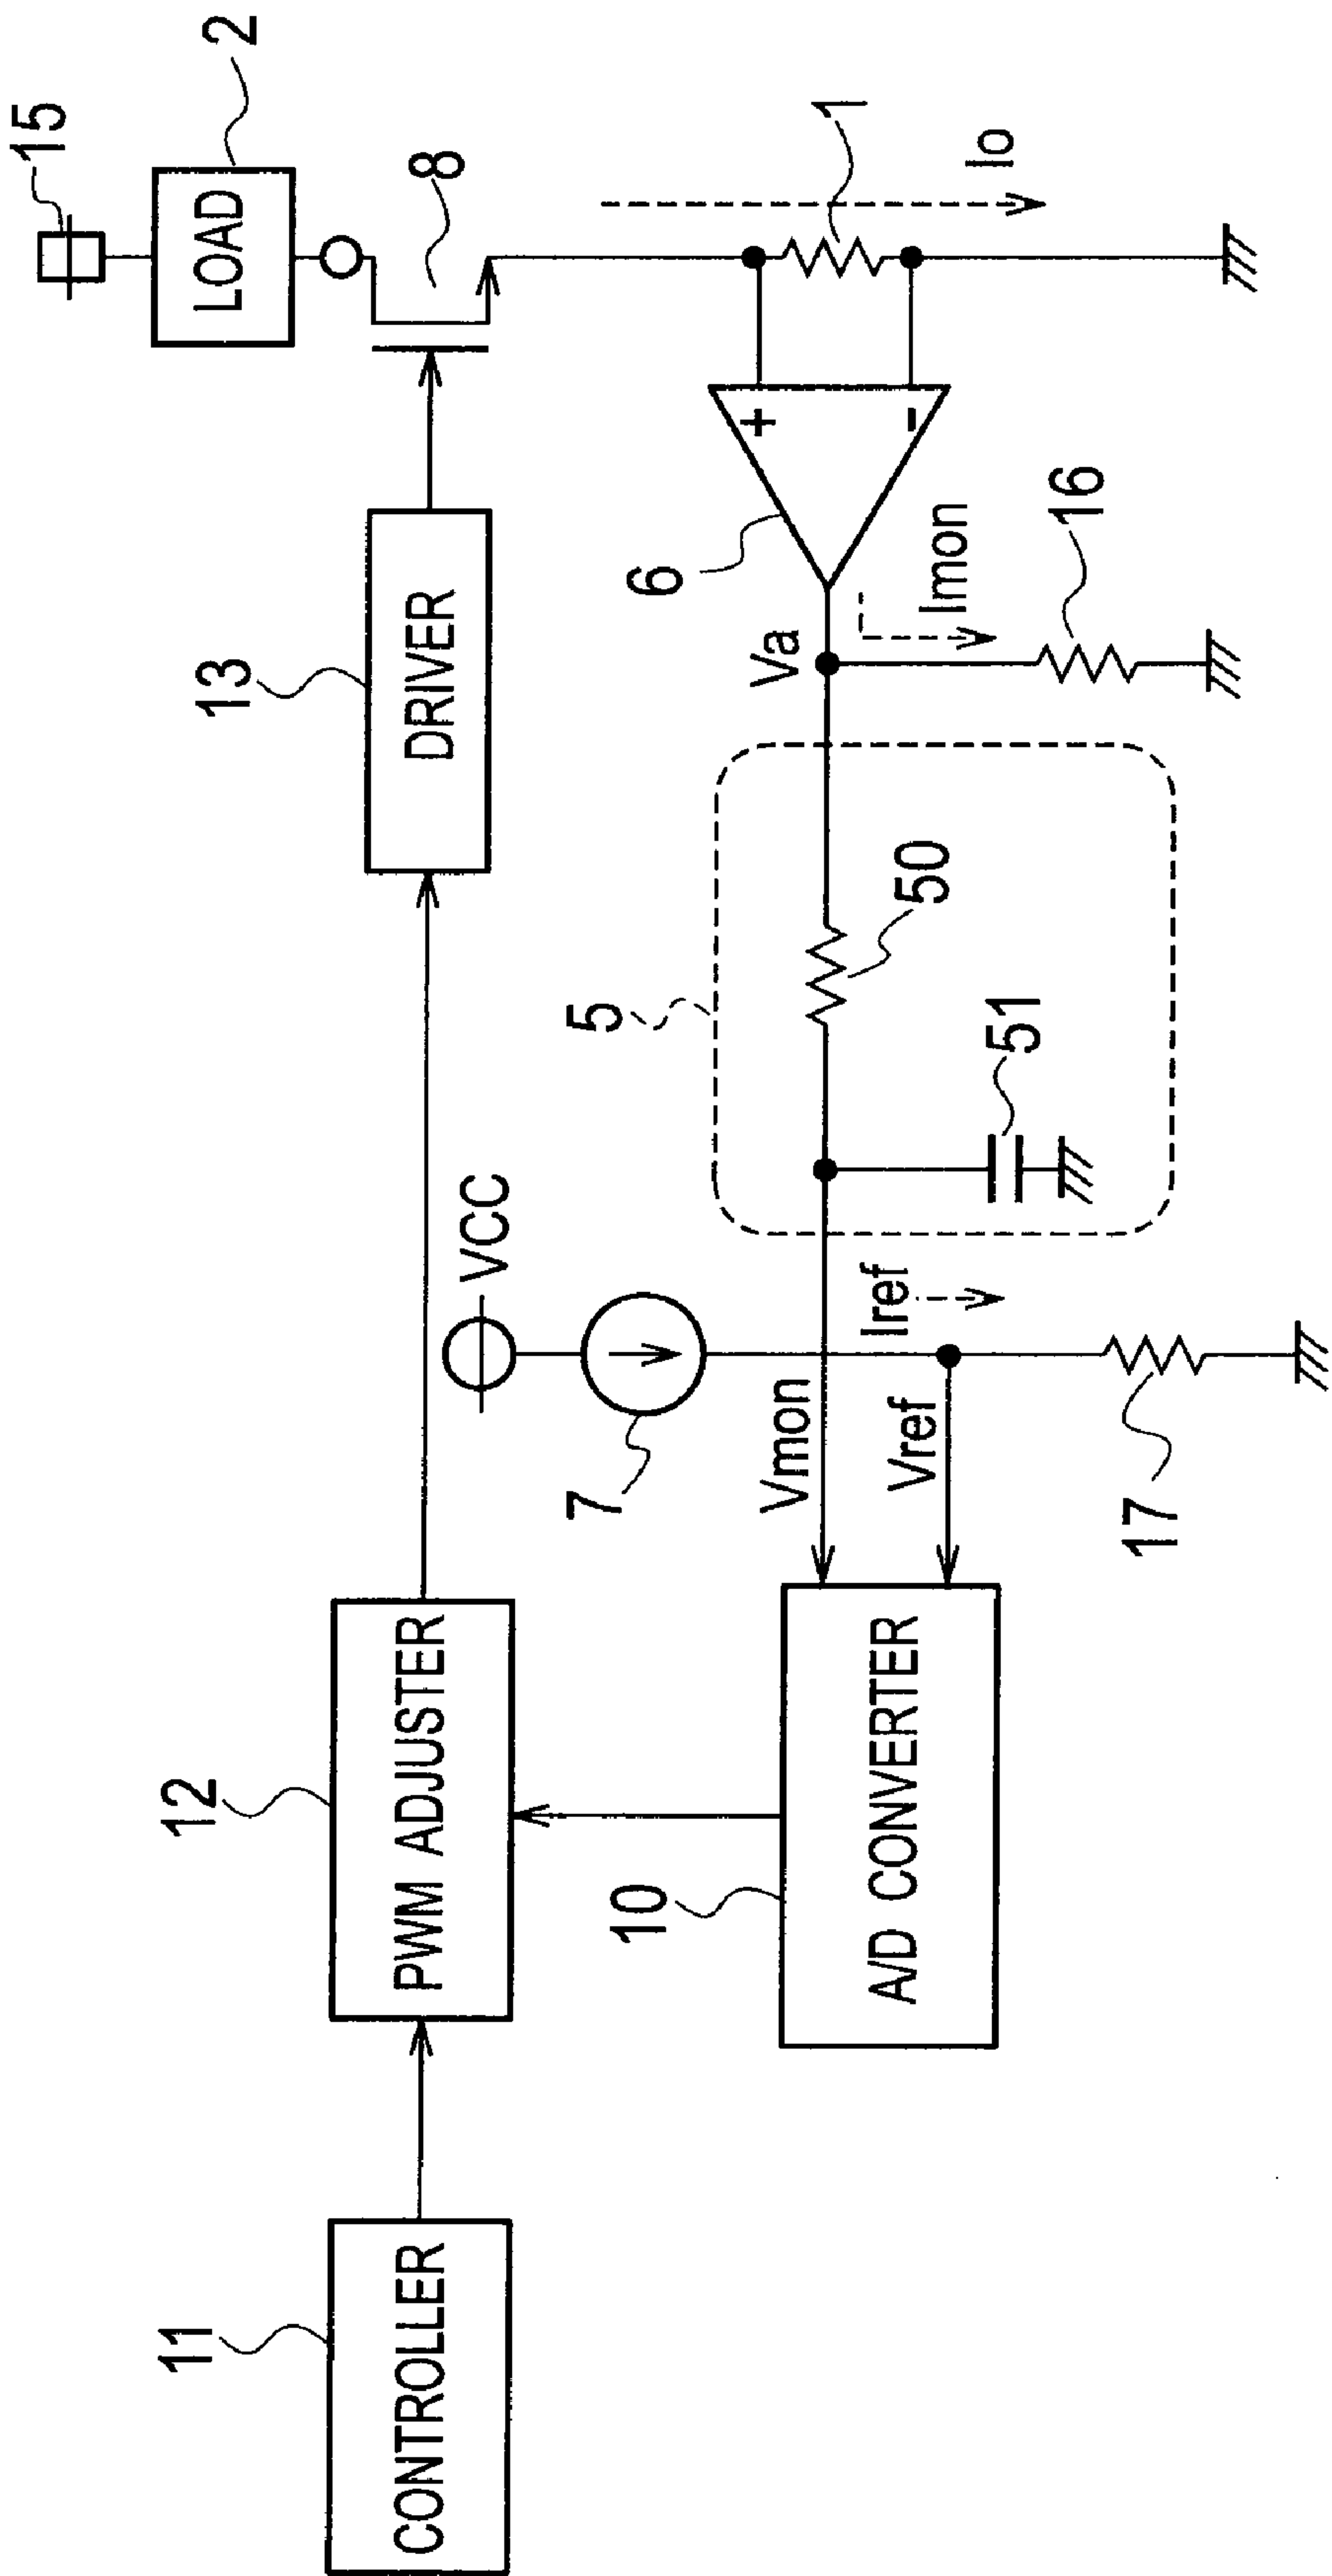 15
LOAD
2
8
1
Io
13
DRIVER
6
+
-
Va
Imon
16
5
50
51
VCC
7
Iref
Vmon
Vref
17
12
PWM ADJUSTER
10
A/D CONVERTER
11
CONTROLLER